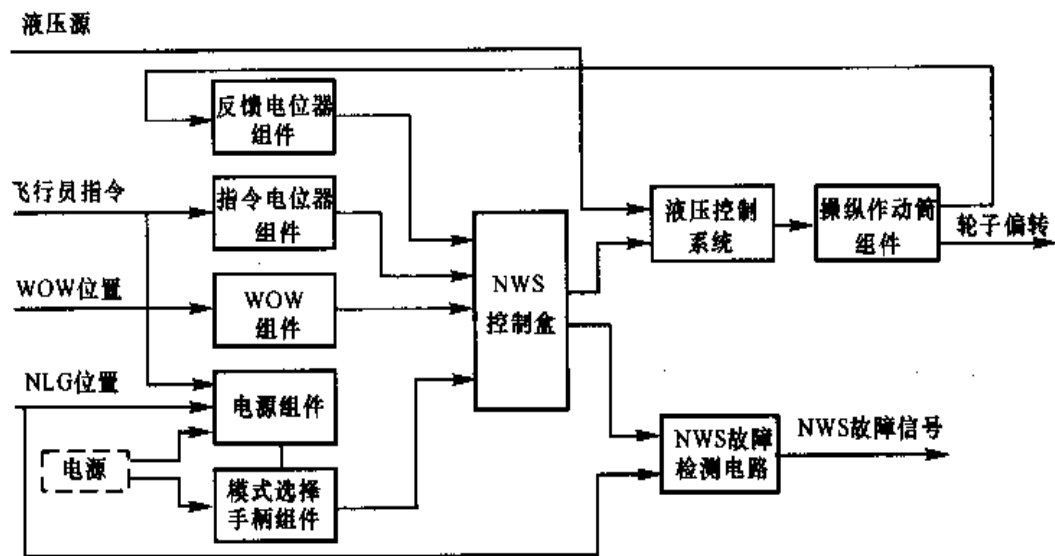 液压源
反馈电位器
组件
飞行员指令
指令电位器
组件
液压控制
系统
操纵作动筒
组件
轮子偏转
WOW位置
WOW
组件
NWS
控制盒
NLG位置
电源组件
电源
模式选择
手柄组件
NWS故障
检测电路
NWS故障信号